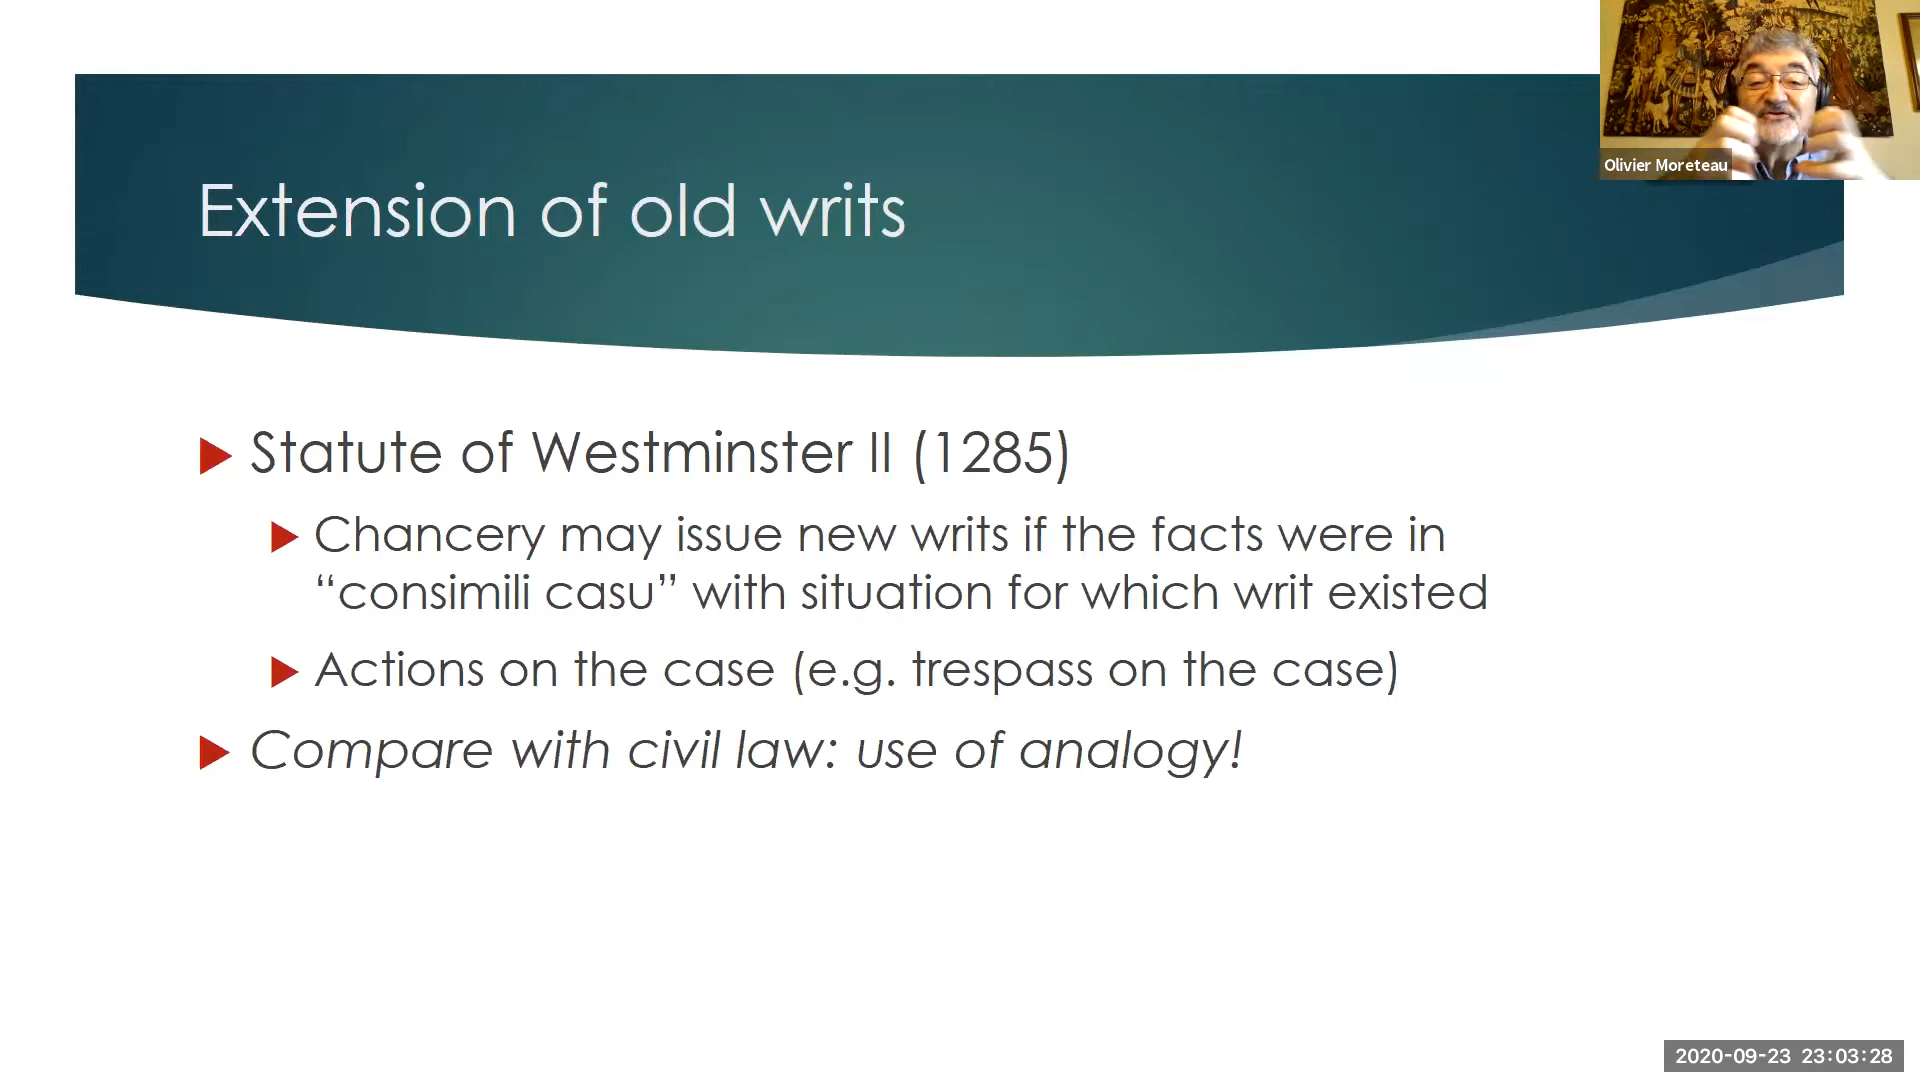 Olivier Moreteau
Extension of old writs
Statute of Westminster II (1285)
Chancery may issue new writs if the facts were in
“consimili casu” with situation for which writ existed
Actions on the case (e.g. trespass on the case)
Compare with civil law: use of analogy!
2020-09-23 23:03:28